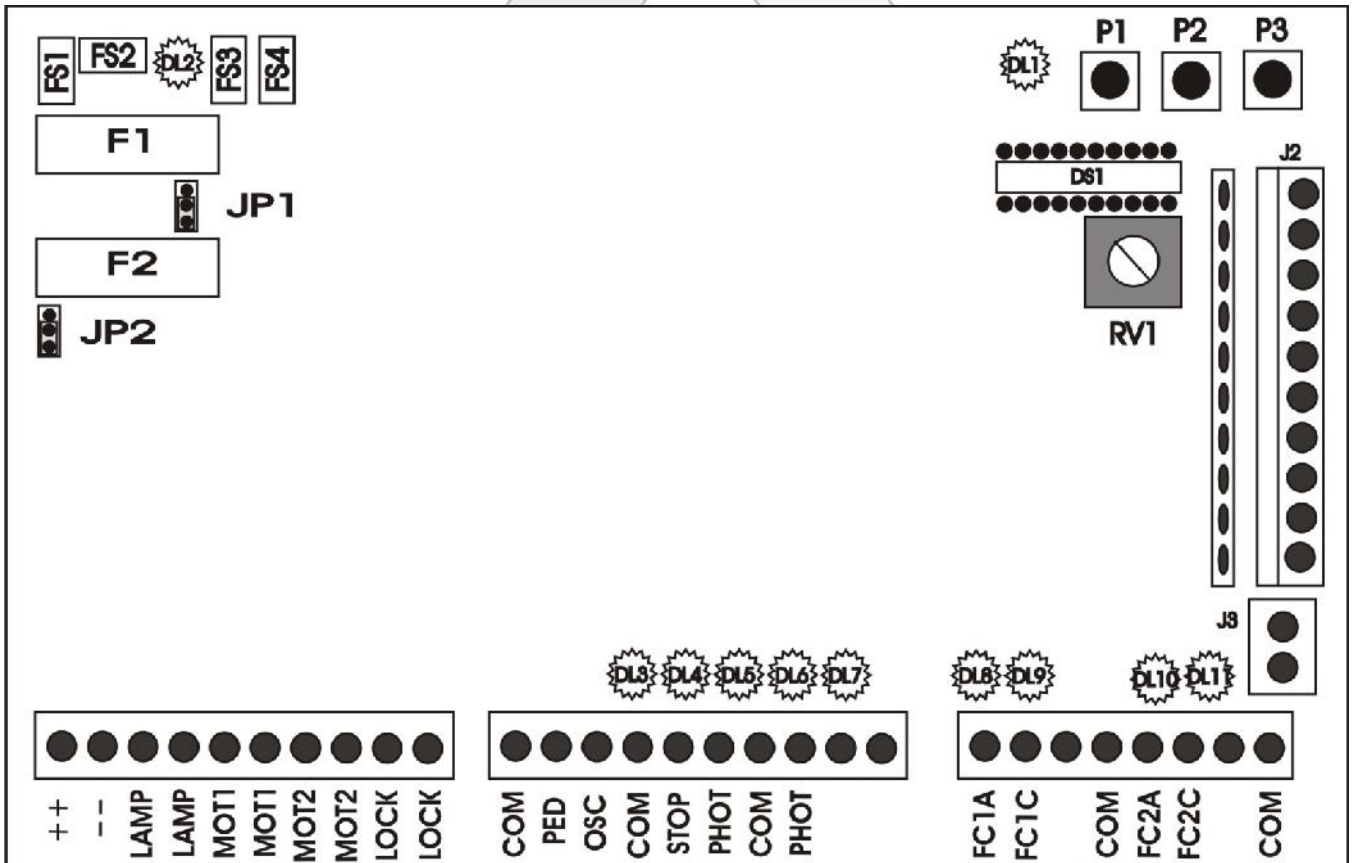 FS1 FS2 DL2 FS3 FS4 DL1 P1 P2 P3
F1
DS1 J2
JP1
F2
RV1
JP2
J3
DL3 DL4 DL5 DL6 DL7 DL8 DL9 DL10 DL11
++ -- LAMP LAMP MOT1 MOT1 MOT2 MOT2 LOCK LOCK COM PED OSC COM STOP PHOT COM PHOT FC1A FC1C COM FC2A FC2C COM